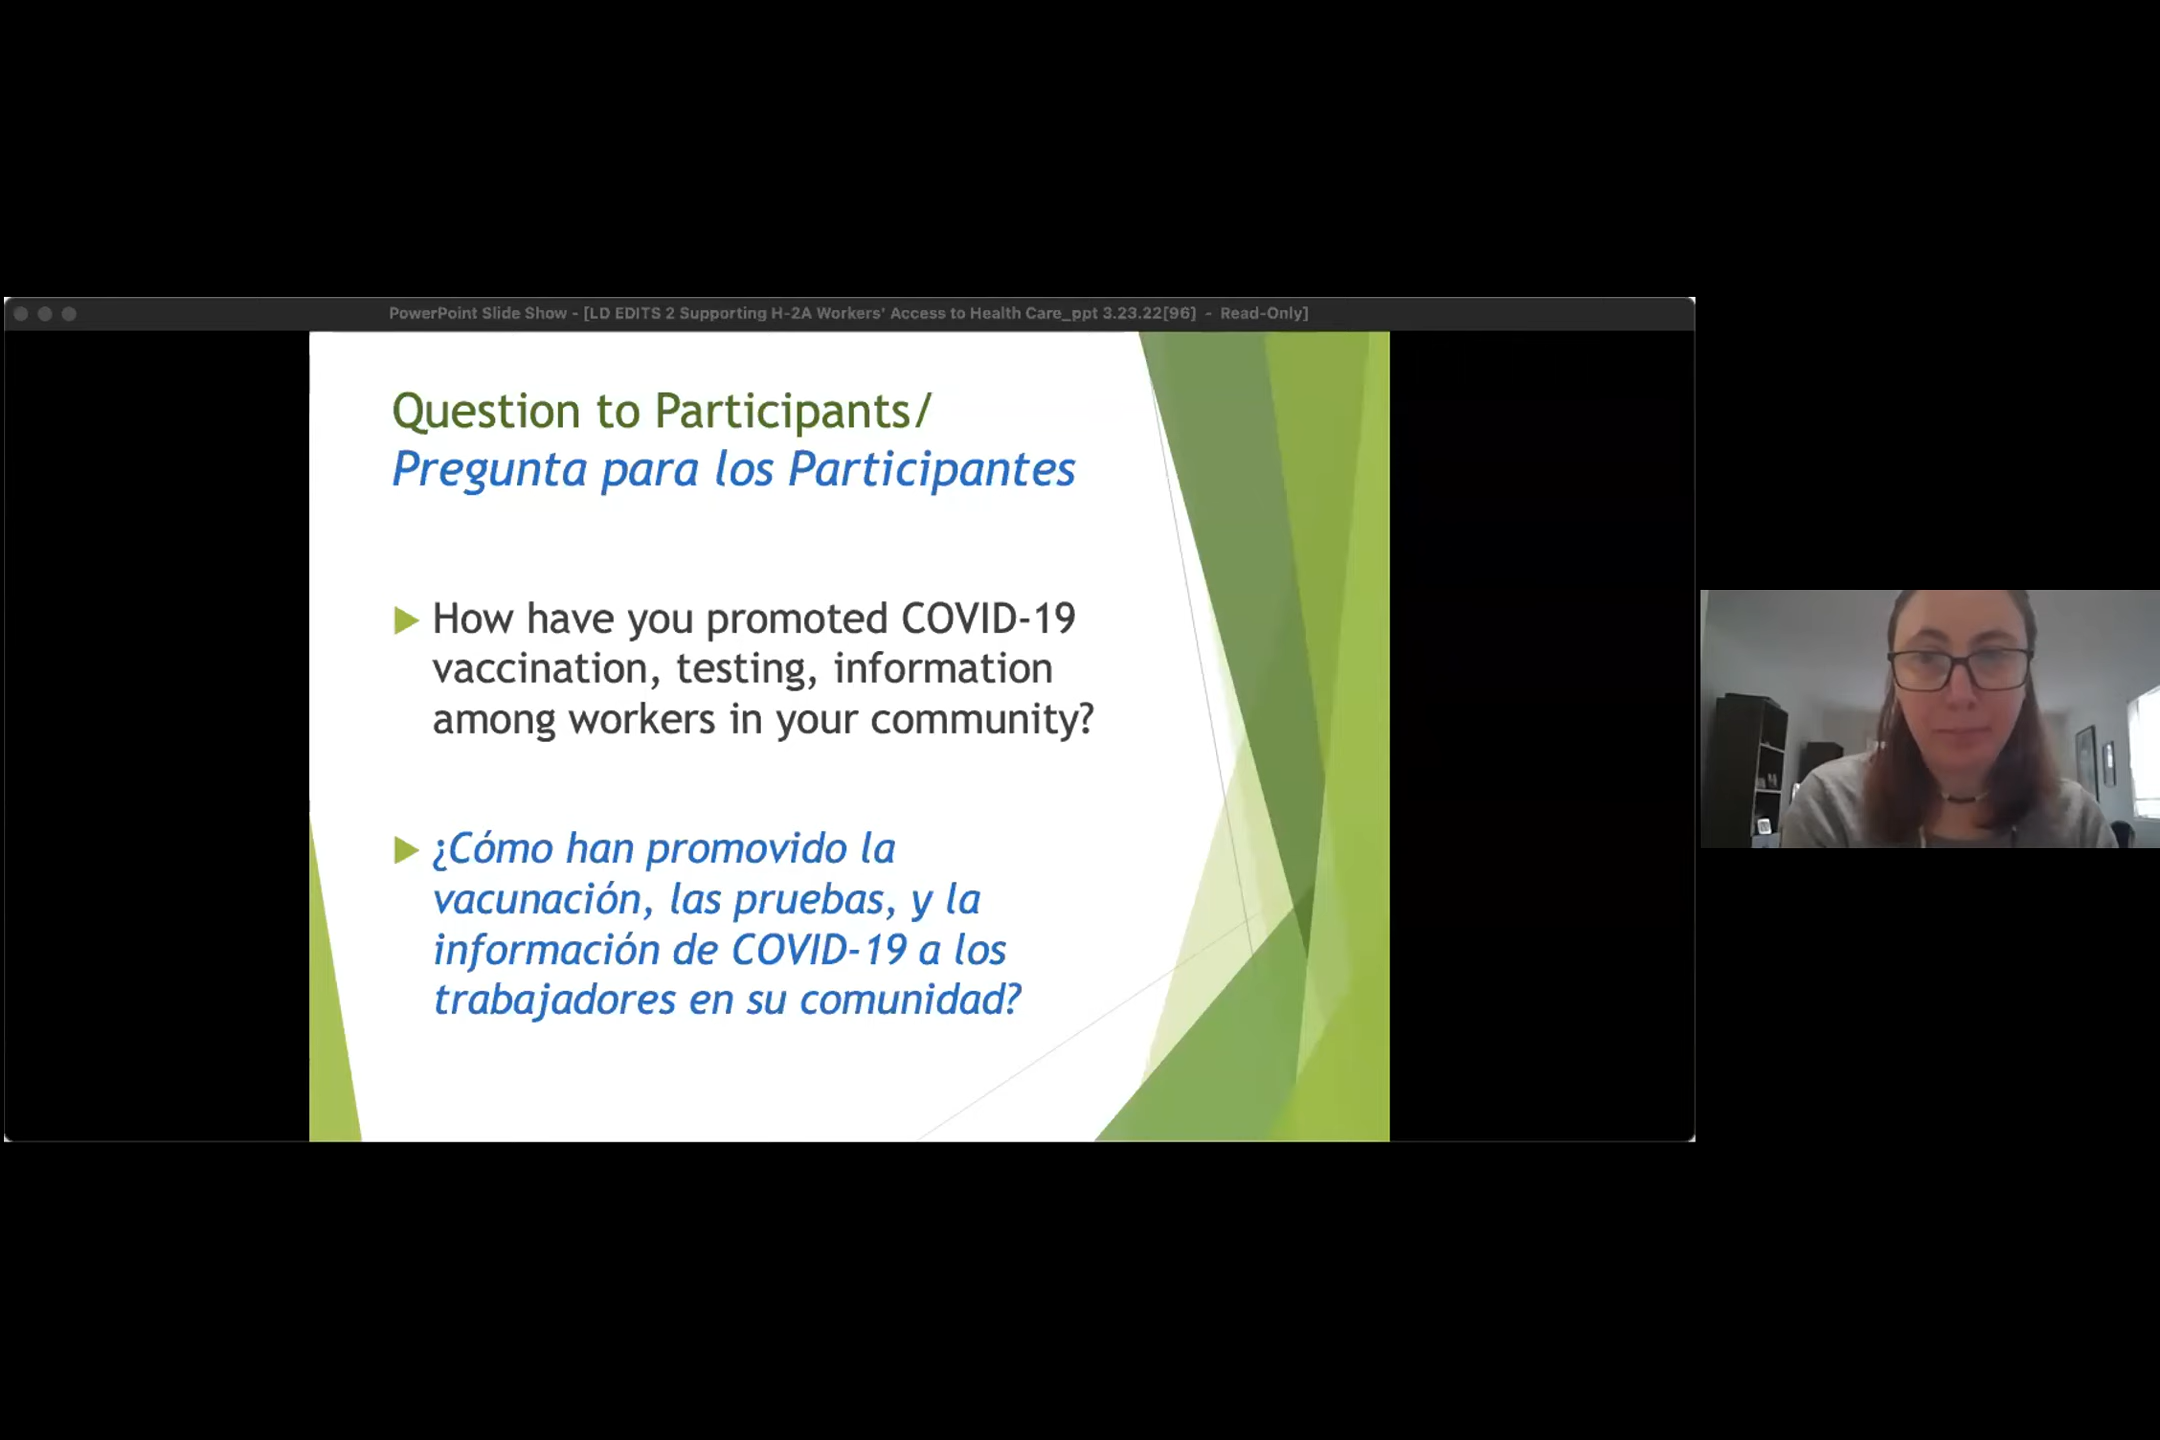 PowerPoint Slide Show - [LD EDITS 2 Supporting H-2A Workers' Access to Health Care_ppt 3.23.22[96] - Read-Only]
Question to Participants/
Pregunta para los Participantes
How have you promoted COVID-19
vaccination, testing, information
among workers in your community?
¿Cómo han promovido la
vacunación, las pruebas, y la
información de COVID-19 a los
trabajadores en su comunidad?